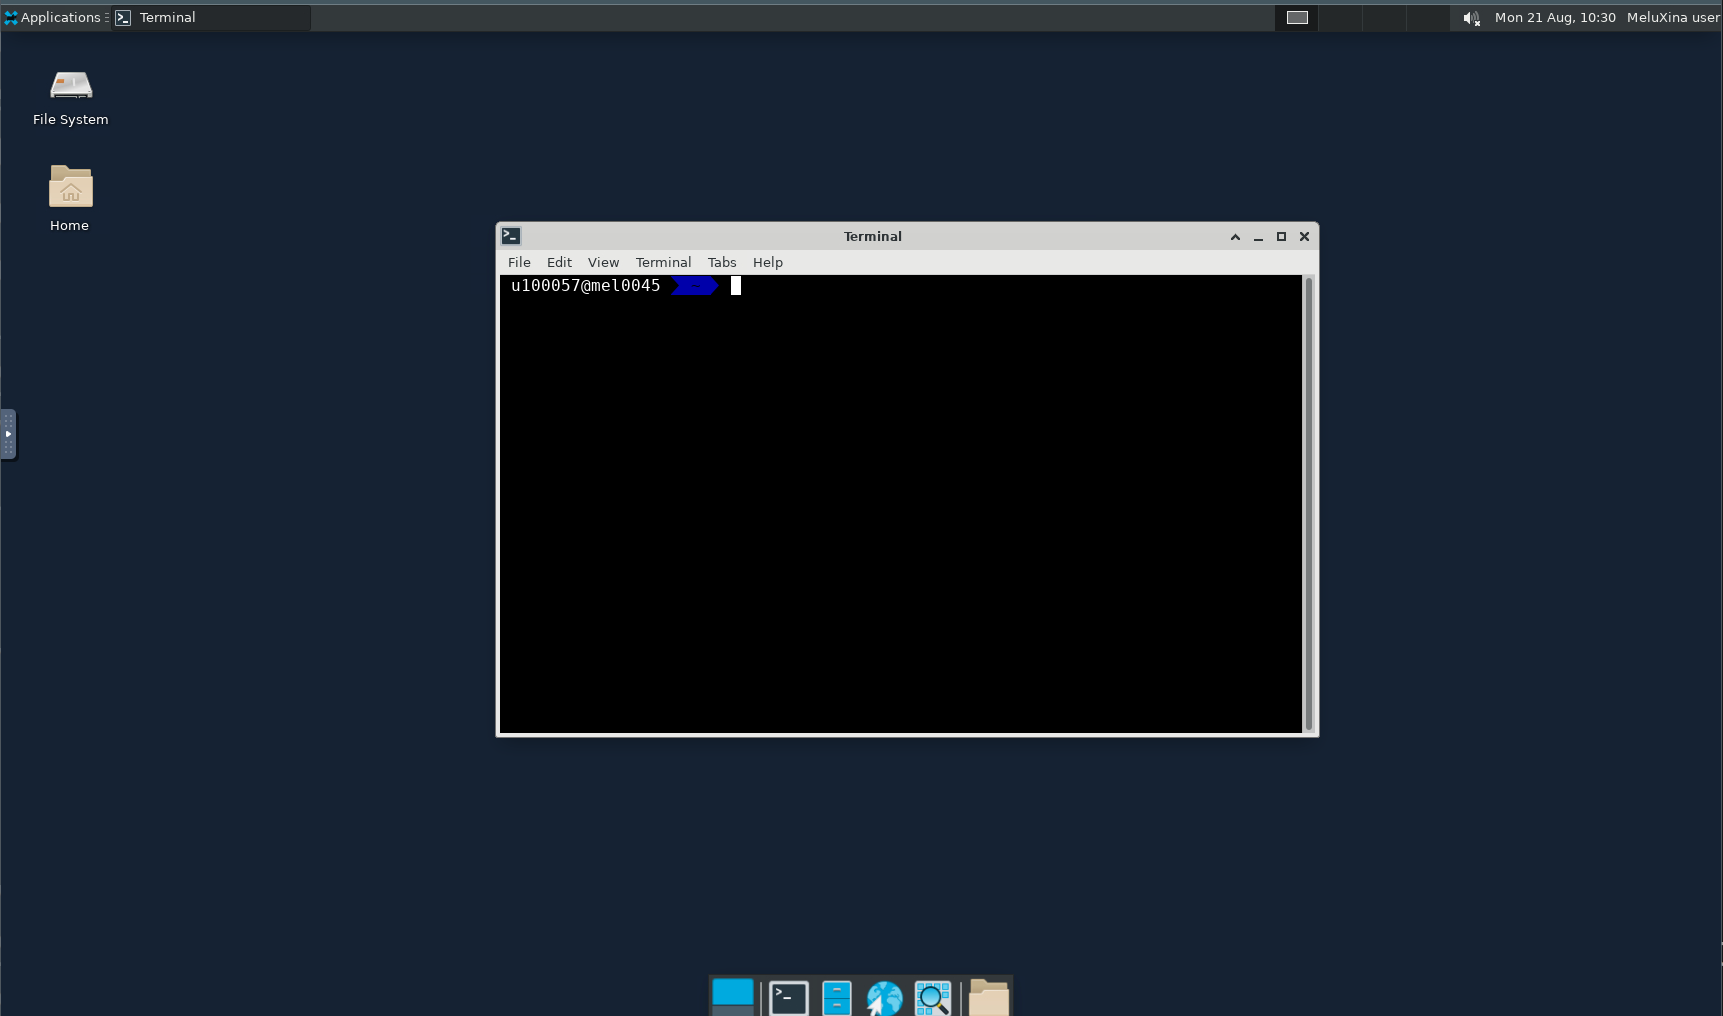 Applications Terminal Mon 21 Aug, 10:30 MeluXina user
File System
Home
Terminal
File Edit View Terminal Tabs Help
u100057@mel0045 ~